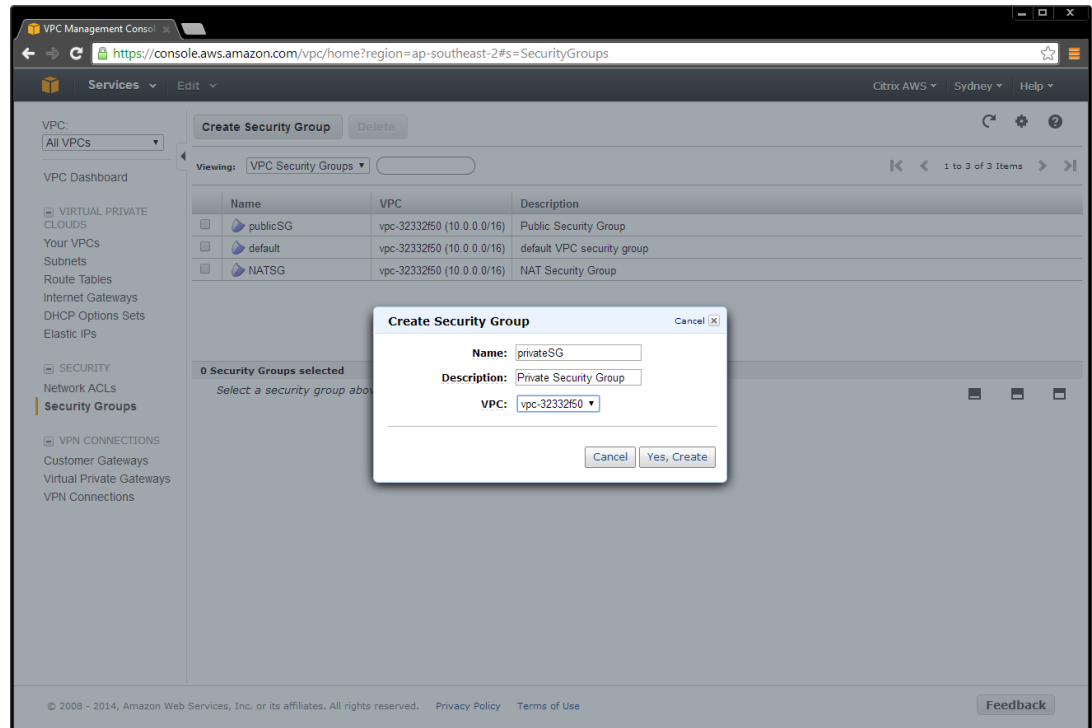 VPC Management Consol
https://console.aws.amazon.com/vpc/home?region=ap-southeast-2#s=SecurityGroups
Services Edit Citrix AWS Sydney Help
VPC:
All VPCs
VPC Dashboard
VIRTUAL PRIVATE
CLOUDS
Your VPCs
Subnets
Route Tables
Internet Gateways
DHCP Options Sets
Elastic IPs
SECURITY
Network ACLs
Security Groups
VPN CONNECTIONS
Customer Gateways
Virtual Private Gateways
VPN Connections
Create Security Group Delete
Viewing: VPC Security Groups 1 to 3 of 3 Items
Name VPC Description
publicSG vpc-32332f50 (10.0.0.0/16) Public Security Group
default vpc-32332f50 (10.0.0.0/16) default VPC security group
NATSG vpc-32332f50 (10.0.0.0/16) NAT Security Group
0 Security Groups selected
Select a security group abov
Create Security Group Cancel
Name: privateSG
Description: Private Security Group
VPC: vpc-32332f50
Cancel Yes, Create
© 2008 - 2014, Amazon Web Services, Inc. or its affiliates. All rights reserved. Privacy Policy Terms of Use
Feedback